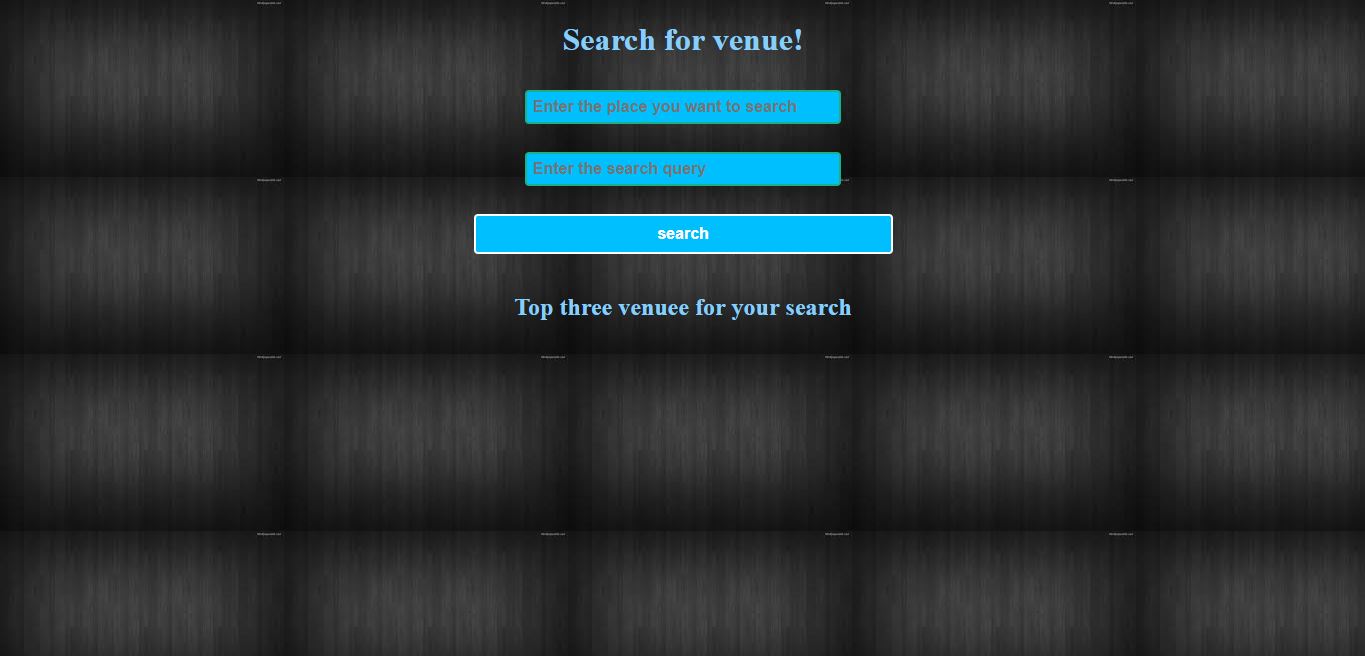 Search for venue!
Enter the place you want to search
Enter the search query
search
Top three venuee for your search